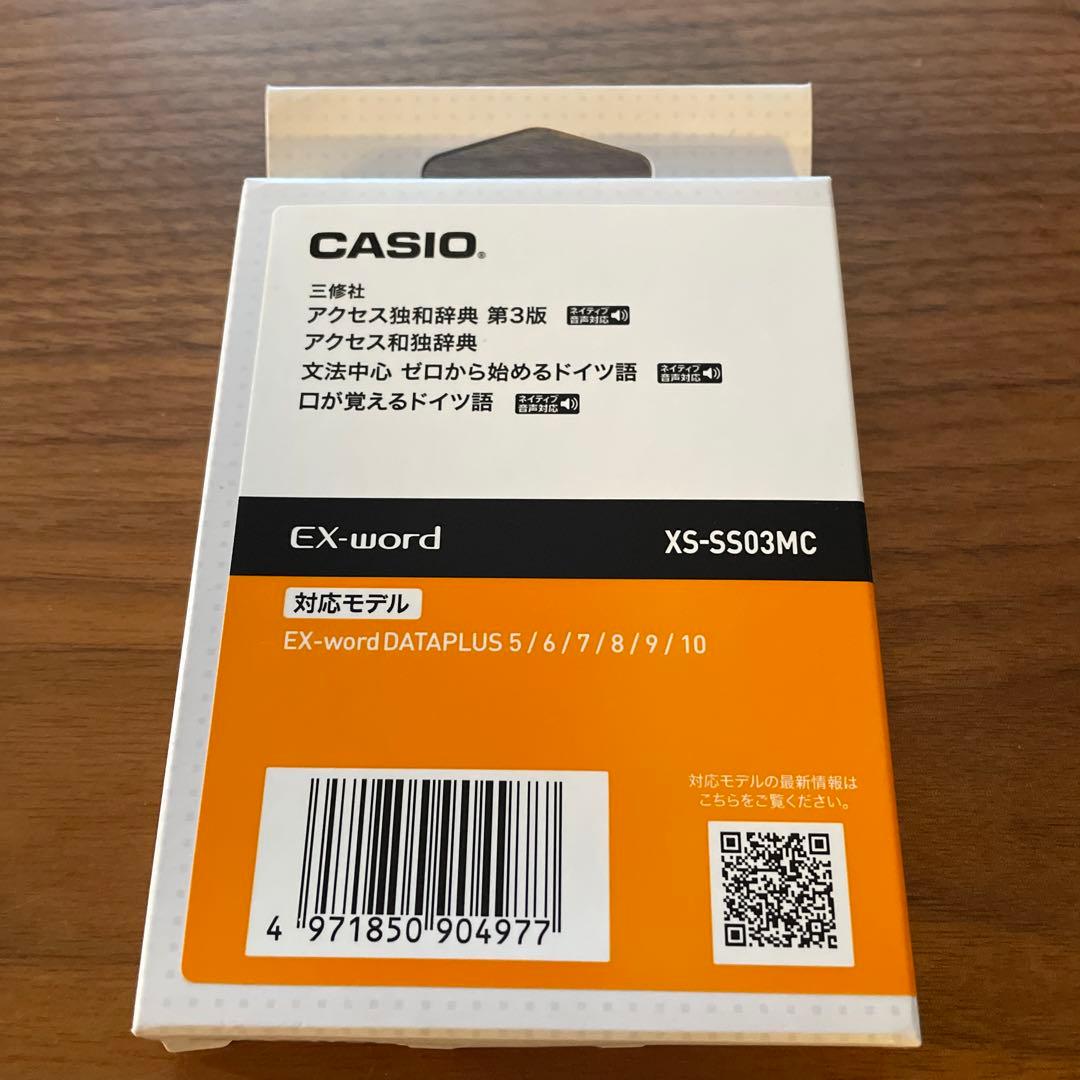 CASIO®
三修社
アクセス独和辞典 第3版 ネイティブ音声対応
アクセス和独辞典
文法中心 ゼロから始めるドイツ語 ネイティブ音声対応
口が覚えるドイツ語 ネイティブ音声対応
EX-word XS-SS03MC
対応モデル
EX-word DATAPLUS 5 / 6 / 7 / 8 / 9 / 10
対応モデルの最新情報は
こちらをご覧ください。
4 971850 904977